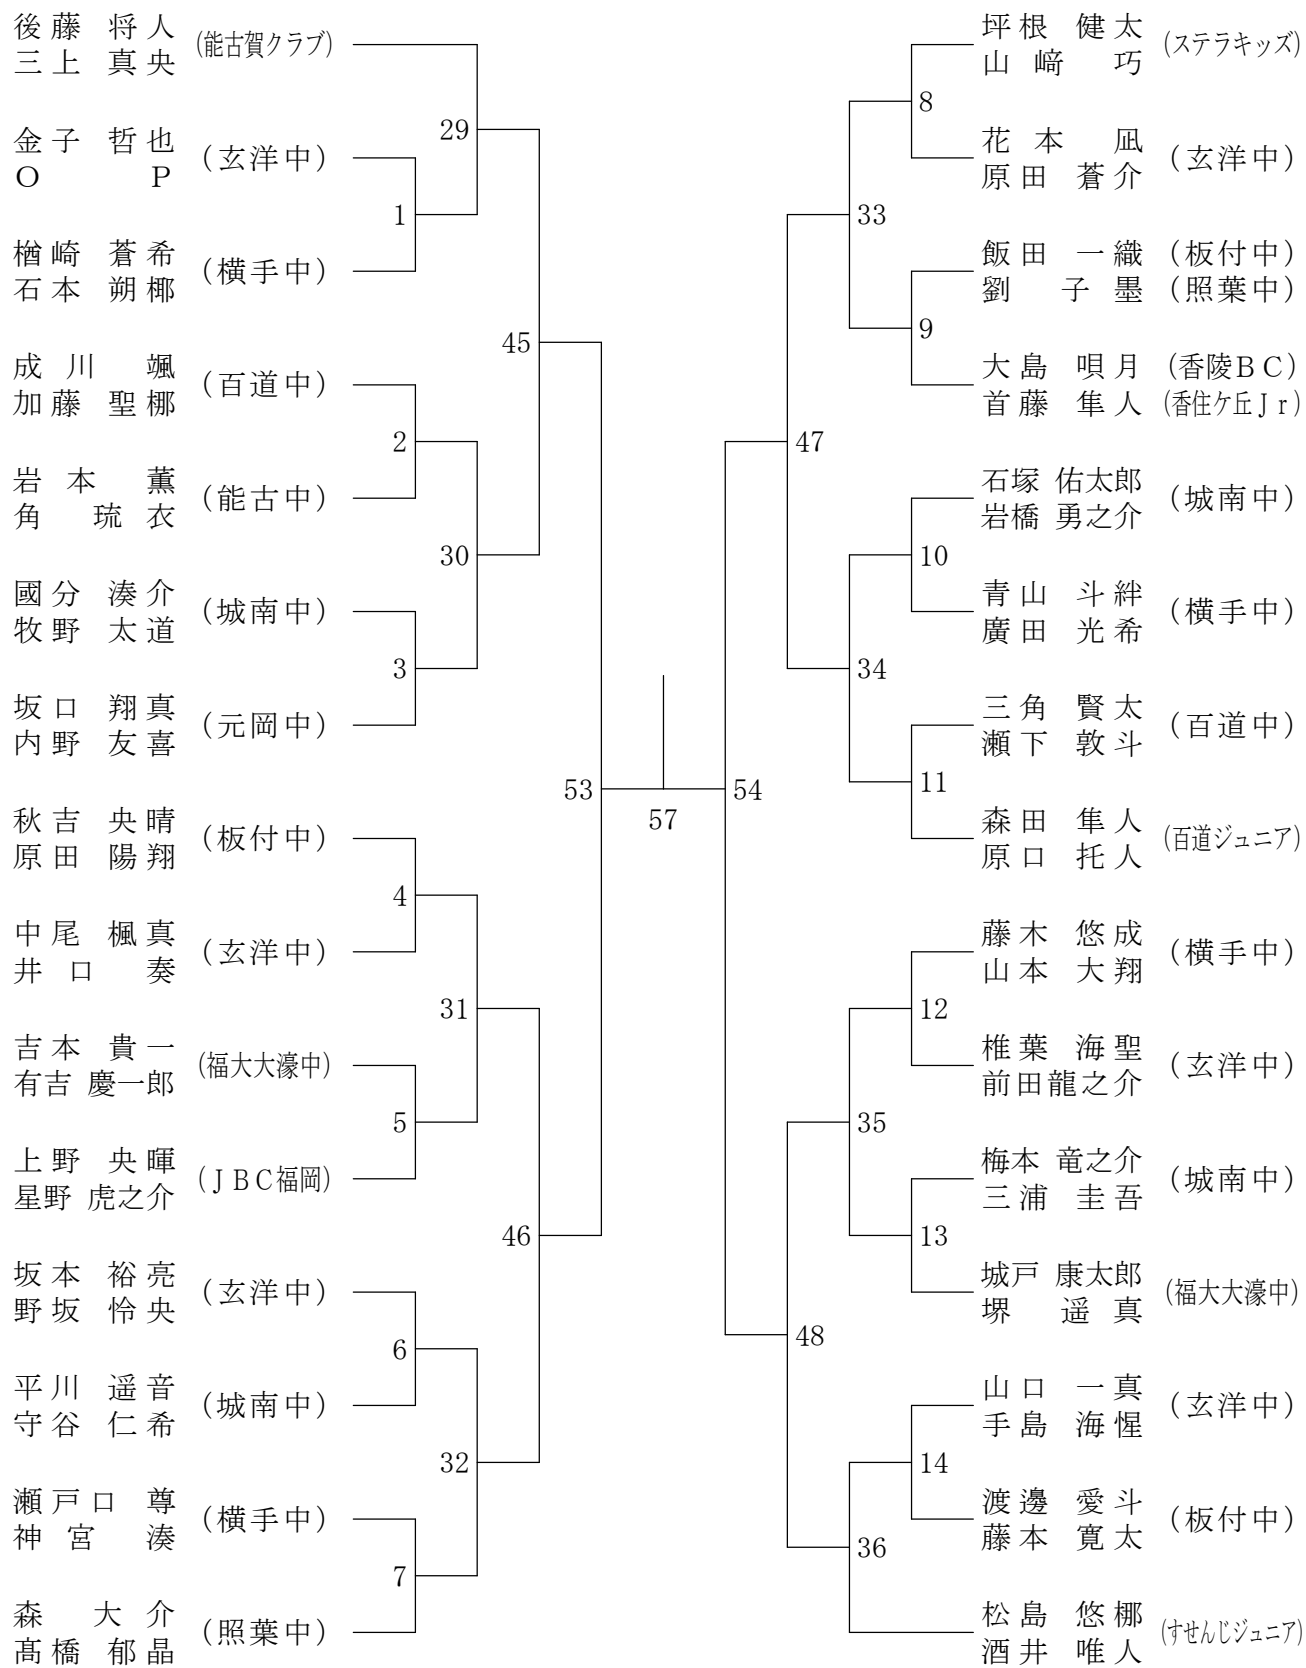 後藤 将人
三上 真央
(能古賀クラブ)
金子 哲也
O P
(玄洋中)
楢崎 蒼希
石本 朔椰
(横手中)
成川 颯
加藤 聖梛
(百道中)
岩本 薫
角 琉衣
(能古中)
國分 湊介
牧野 太道
(城南中)
坂口 翔真
内野 友喜
(元岡中)
秋吉 央晴
原田 陽翔
(板付中)
中尾 楓真
井口 奏
(玄洋中)
吉本 貴一
有吉 慶一郎
(福大大濠中)
上野 央暉
星野 虎之介
(JBC福岡)
坂本 裕亮
野坂 怜央
(玄洋中)
平川 遥音
守谷 仁希
(城南中)
瀬戸口 尊
神宮 湊
(横手中)
森 大介
髙橋 郁晶
(照葉中)
1
2
3
4
5
6
7
29
30
31
32
45
46
53
57
54
47
48
33
34
35
36
8
9
10
11
12
13
14
坪根 健太
山﨑 巧
(ステラキッズ)
花本 凪
原田 蒼介
(玄洋中)
飯田 一織 (板付中)
劉 子墨 (照葉中)
大島 唄月 (香陵BC)
首藤 隼人 (香住ケ丘Jr)
石塚 佑太郎
岩橋 勇之介
(城南中)
青山 斗絆
廣田 光希
(横手中)
三角 賢太
瀬下 敦斗
(百道中)
森田 隼人
原口 托人
(百道ジュニア)
藤木 悠成
山本 大翔
(横手中)
椎葉 海聖
前田龍之介
(玄洋中)
梅本 竜之介
三浦 圭吾
(城南中)
城戸 康太郎
堺 遥真
(福大大濠中)
山口 一真
手島 海惺
(玄洋中)
渡邊 愛斗
藤本 寛太
(板付中)
松島 悠梛
酒井 唯人
(すせんじジュニア)